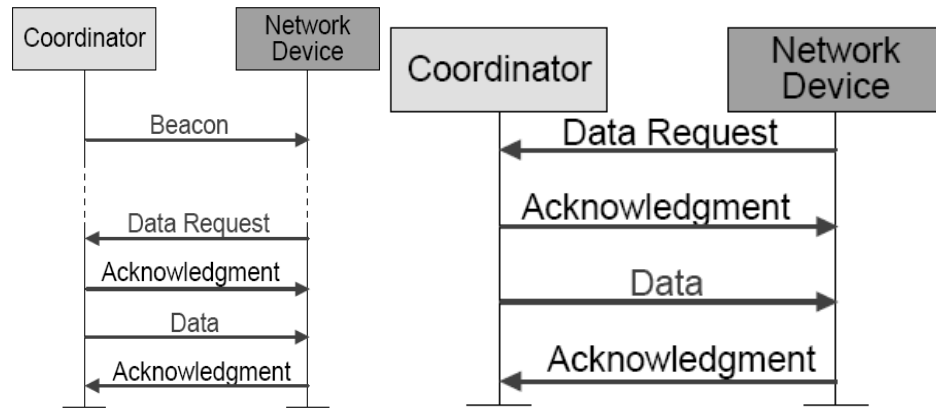 Coordinator
Network
Device
Beacon
Data Request
Acknowledgment
Data
Acknowledgment
Coordinator
Network
Device
Data Request
Acknowledgment
Data
Acknowledgment